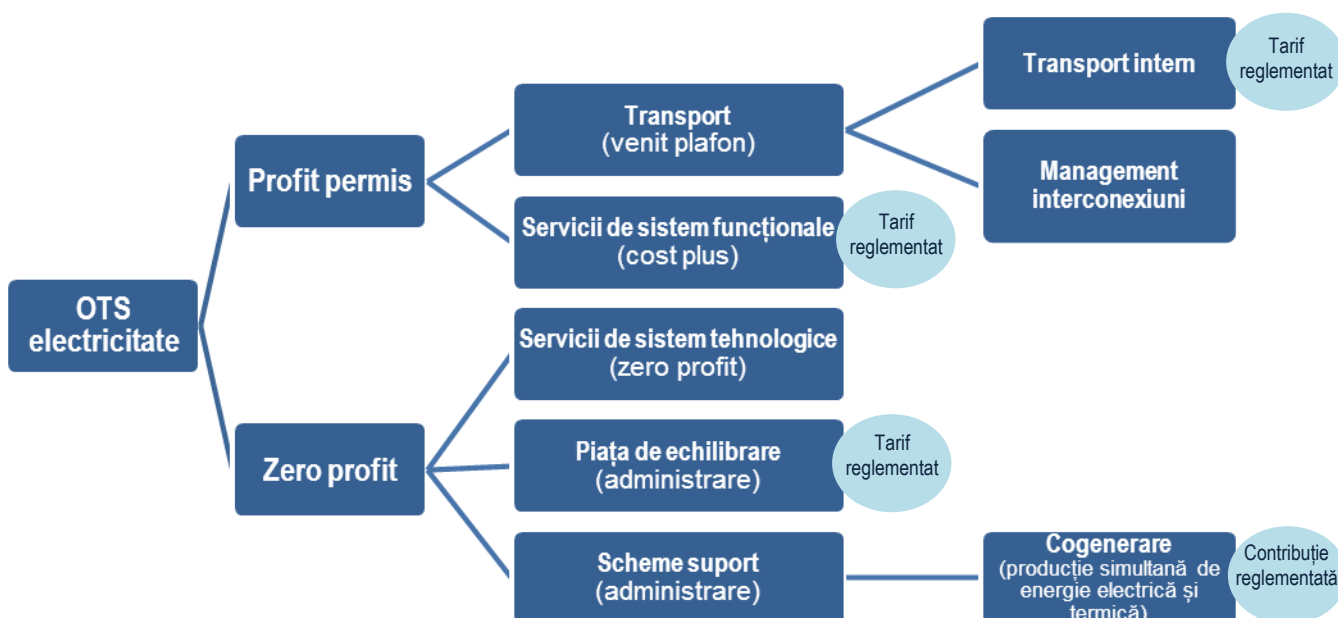 OTS
electricitate
Profit permis
Zero profit
Transport
(venit plafon)
Servicii de sistem funcționale
(cost plus)
Tarif
reglementat
Servicii de sistem tehnologice
(zero profit)
Piața de echilibrare
(administrare)
Tarif
reglementat
Scheme suport
(administrare)
Transport intern
Tarif
reglementat
Management
interconexiuni
Cogenerare
(producție simultană de
energie electrică și
termică)
Contribuție
reglementată